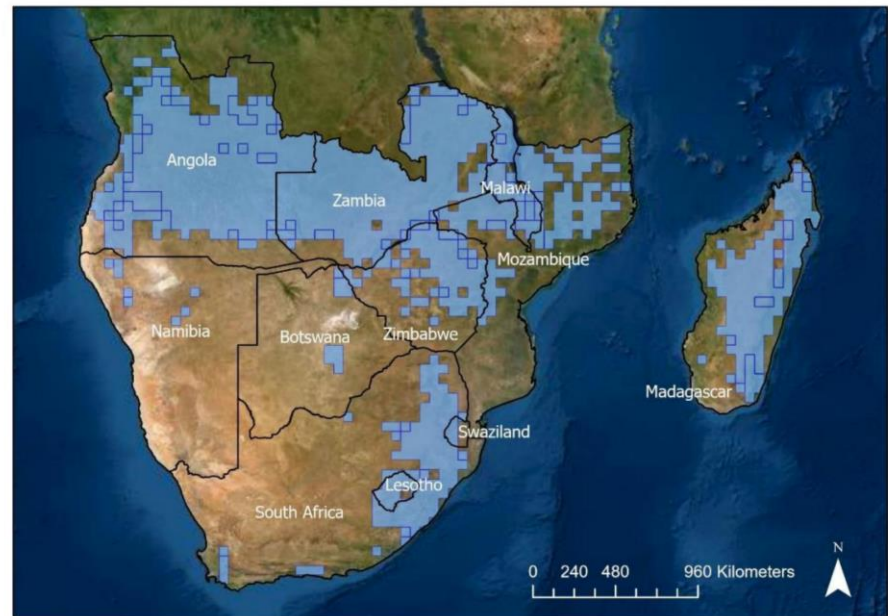 Angola
Zambia
Malawi
Mozambique
Namibia
Botswana
Zimbabwe
Madagascar
Swaziland
Lesotho
South Africa
N
0 240 480 960 Kilometers